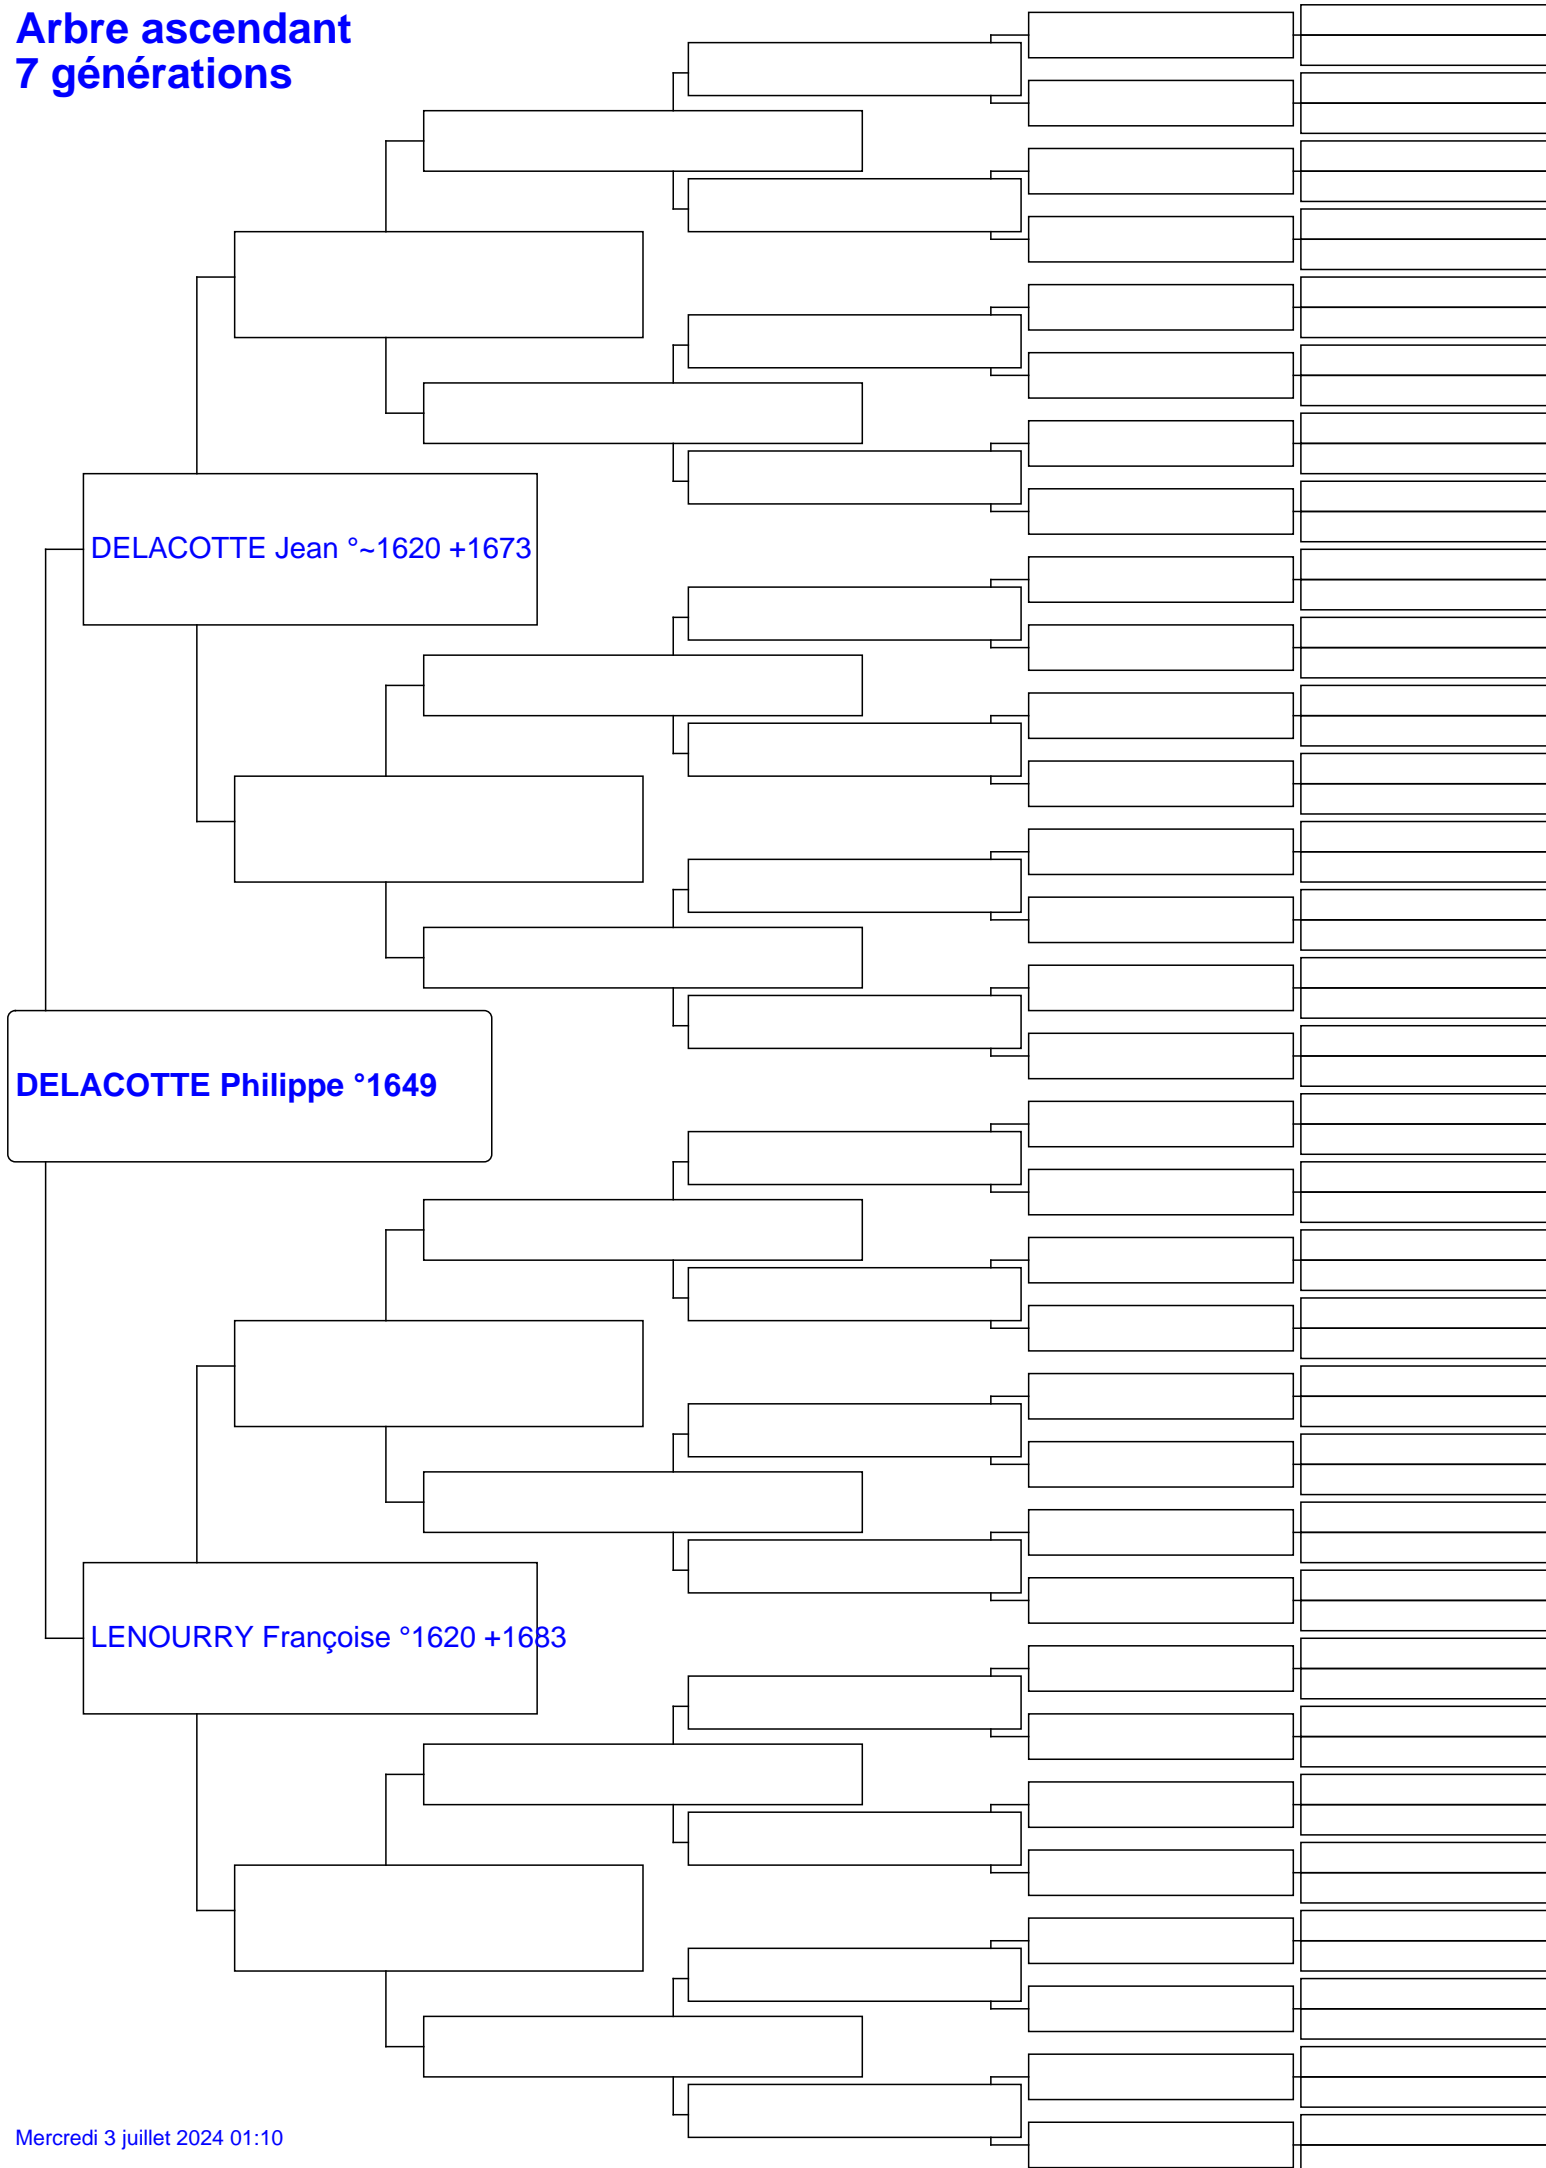 Arbre ascendant
7 générations
DELACOTTE Jean °~1620 +1673
DELACOTTE Philippe °1649
LENOURRY Françoise °1620 +1683
Mercredi 3 juillet 2024 01:10